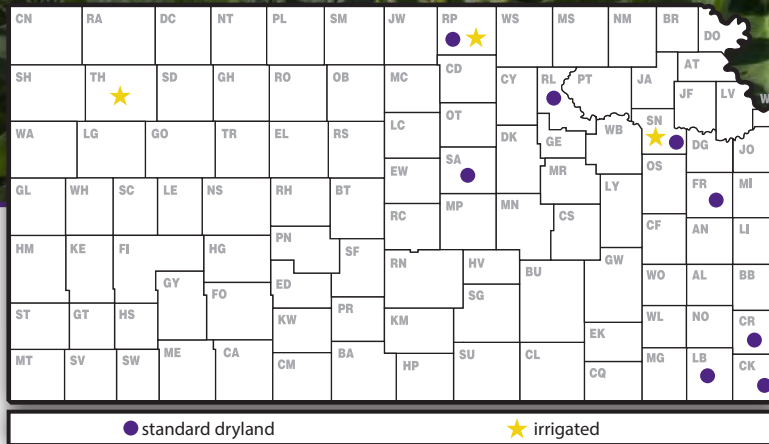 CN RA DC NT PL SM JW RP WS MS NM BR DO
SH TH SD GH RO OB MC CD CY RL PT JA AT
JF LV
WA LG GO TR EL RS LC OT DK GE WB SN DG JO
GL WH SC LE NS RH BT EW SA MR OS FR MI
RC MP MN CS LY
HM KE FI HG PN SF RN HV BU GW CF AN LI
GY FO ED SG WO AL BB
ST GT HS PR KW KM EK WL NO CR
MT SV SW ME CA CM BA HP SU CL CQ MG LB CK
standard dryland irrigated